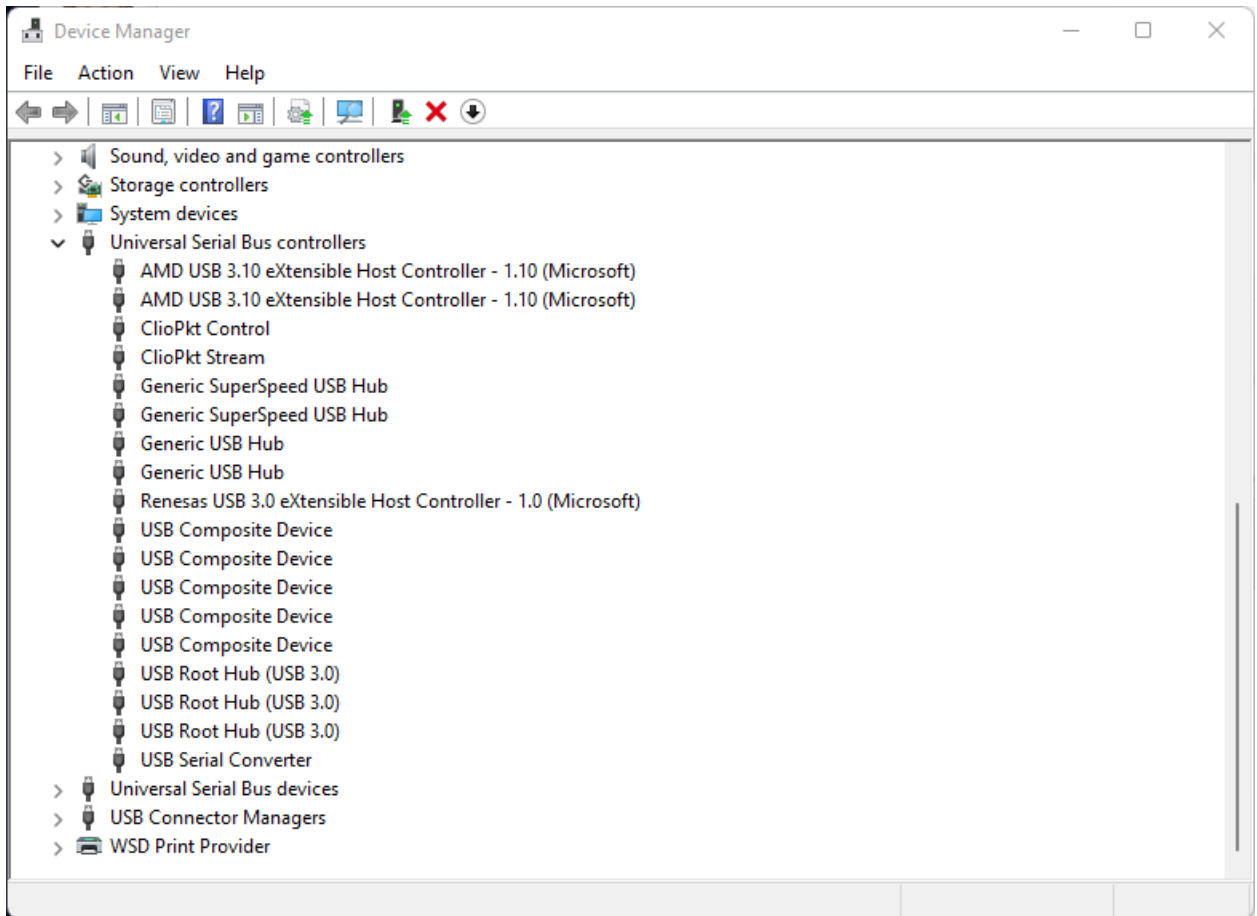 Device Manager
File Action View Help
Sound, video and game controllers
Storage controllers
System devices
Universal Serial Bus controllers
AMD USB 3.10 eXtensible Host Controller - 1.10 (Microsoft)
AMD USB 3.10 eXtensible Host Controller - 1.10 (Microsoft)
ClioPkt Control
ClioPkt Stream
Generic SuperSpeed USB Hub
Generic SuperSpeed USB Hub
Generic USB Hub
Generic USB Hub
Renesas USB 3.0 eXtensible Host Controller - 1.0 (Microsoft)
USB Composite Device
USB Composite Device
USB Composite Device
USB Composite Device
USB Composite Device
USB Root Hub (USB 3.0)
USB Root Hub (USB 3.0)
USB Root Hub (USB 3.0)
USB Serial Converter
Universal Serial Bus devices
USB Connector Managers
WSD Print Provider